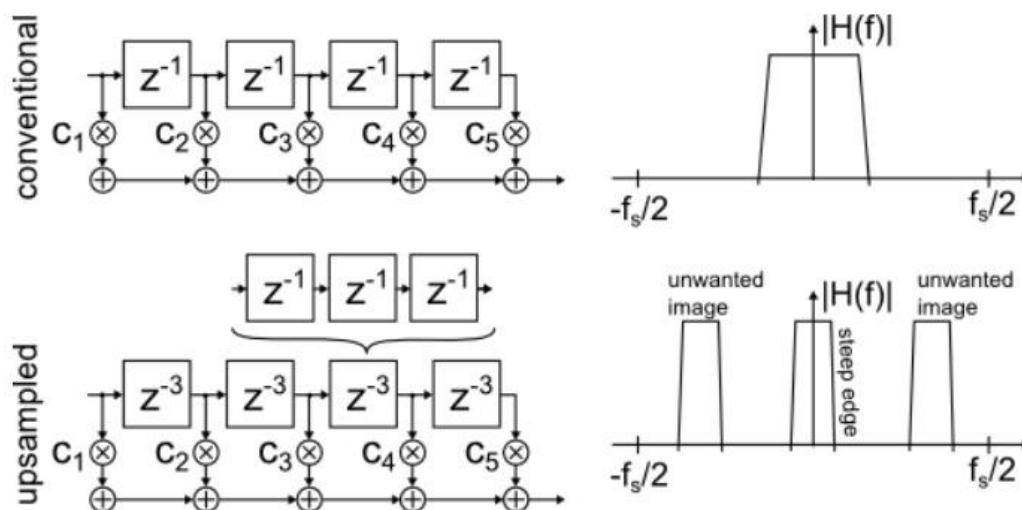 conventional
z⁻¹ z⁻¹ z⁻¹ z⁻¹
c₁ c₂ c₃ c₄ c₅
|H(f)|
-fₛ/2 fₛ/2
upsampled
z⁻¹ z⁻¹ z⁻¹
z⁻³ z⁻³ z⁻³ z⁻³
c₁ c₂ c₃ c₄ c₅
unwanted
image
|H(f)|
steep edge
unwanted
image
-fₛ/2 fₛ/2